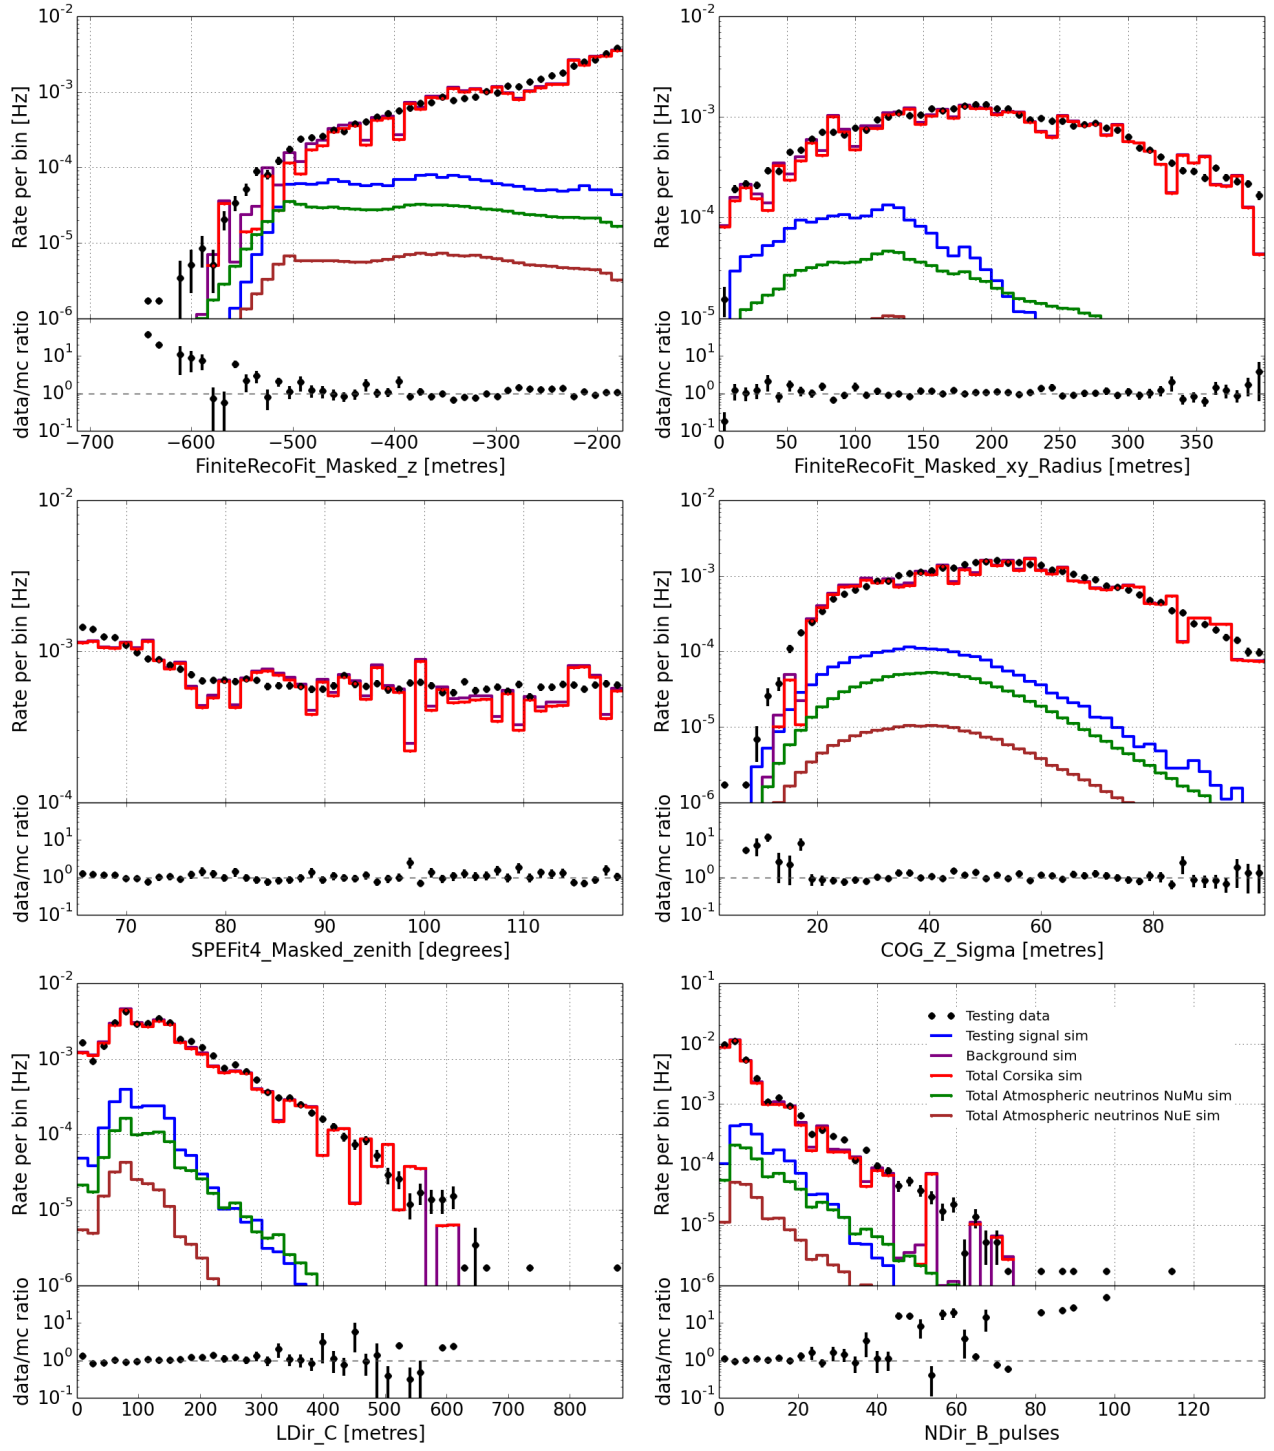 10^-2
10^-3
10^-4
10^-5
10^-6
Rate per bin [Hz]
10^1
10^0
10^-1
data/mc ratio
−700 −600 −500 −400 −300 −200
FiniteRecoFit_Masked_z [metres]
10^-2
10^-3
10^-4
10^-5
Rate per bin [Hz]
10^1
10^0
10^-1
data/mc ratio
0 50 100 150 200 250 300 350
FiniteRecoFit_Masked_xy_Radius [metres]
10^-2
10^-3
10^-4
Rate per bin [Hz]
10^1
10^0
10^-1
data/mc ratio
70 80 90 100 110
SPEFit4_Masked_zenith [degrees]
10^-2
10^-3
10^-4
10^-5
10^-6
Rate per bin [Hz]
10^1
10^0
10^-1
data/mc ratio
20 40 60 80
COG_Z_Sigma [metres]
10^-2
10^-3
10^-4
10^-5
10^-6
Rate per bin [Hz]
10^1
10^0
10^-1
data/mc ratio
0 100 200 300 400 500 600 700 800
LDir_C [metres]
10^-1
10^-2
10^-3
10^-4
10^-5
10^-6
Rate per bin [Hz]
Testing data
Testing signal sim
Background sim
Total Corsika sim
Total Atmospheric neutrinos NuMu sim
Total Atmospheric neutrinos NuE sim
10^1
10^0
10^-1
data/mc ratio
0 20 40 60 80 100 120
NDir_B_pulses